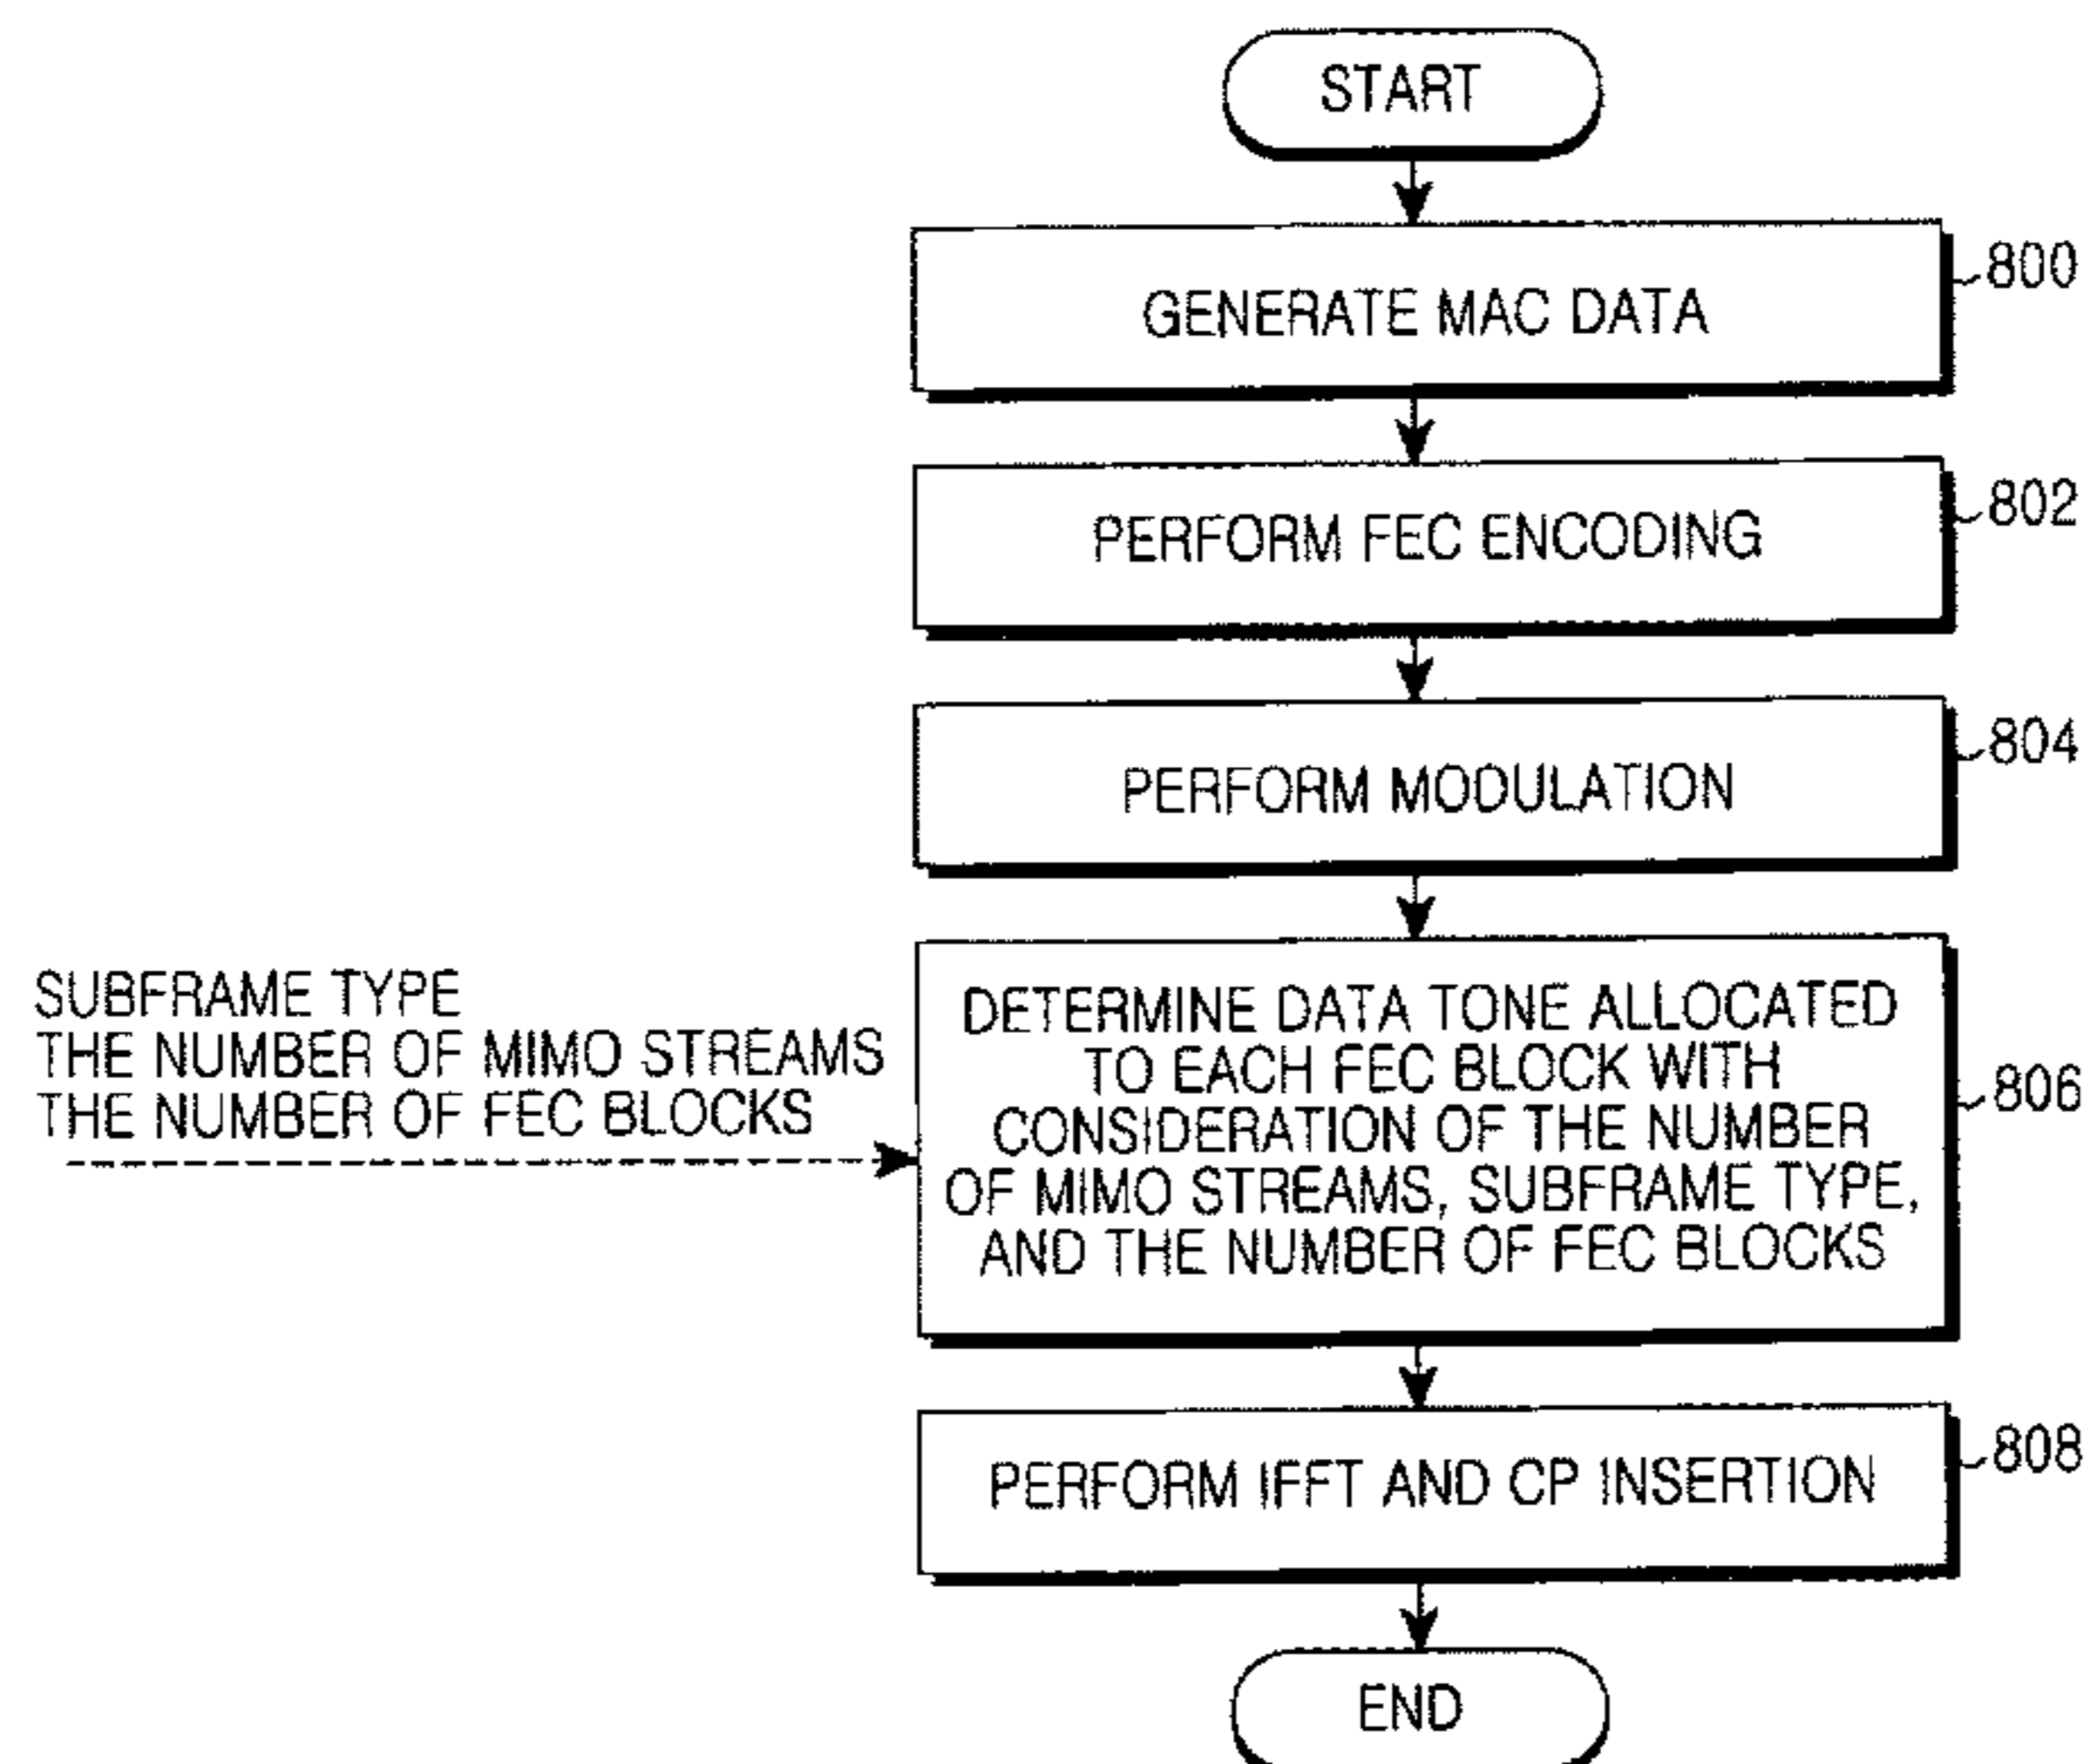 START
GENERATE MAC DATA
800
PERFORM FEC ENCODING
802
PERFORM MODULATION
804
SUBFRAME TYPE
THE NUMBER OF MIMO STREAMS
THE NUMBER OF FEC BLOCKS
DETERMINE DATA TONE ALLOCATED
TO EACH FEC BLOCK WITH
CONSIDERATION OF THE NUMBER
OF MIMO STREAMS, SUBFRAME TYPE,
AND THE NUMBER OF FEC BLOCKS
806
PERFORM IFFT AND CP INSERTION
808
END